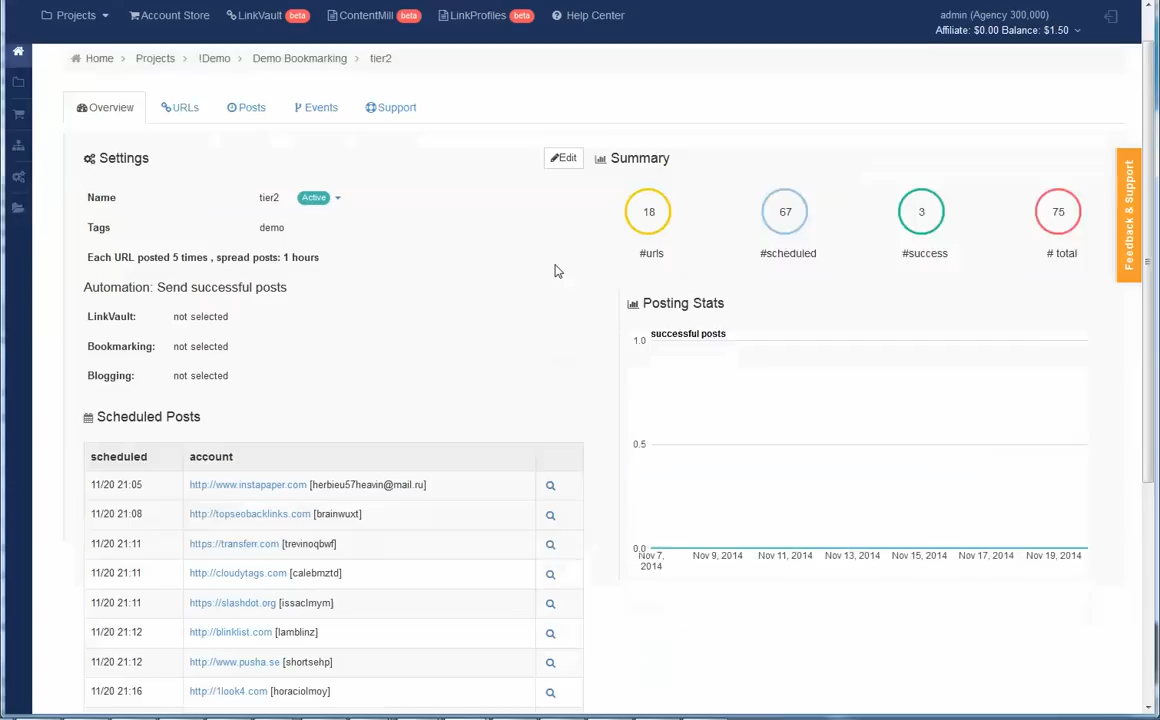 Projects Account Store LinkVault beta ContentMill beta LinkProfiles beta Help Center admin (Agency 300,000)
Affiliate: $0.00 Balance: $1.50
Home > Projects > !Demo > Demo Bookmarking > tier2
Overview URLs Posts Events Support
Settings Edit Summary
Name tier2 Active 18 67 3 75
Tags demo
#urls #scheduled #success # total
Each URL posted 5 times , spread posts: 1 hours
Automation: Send successful posts
LinkVault: not selected
Bookmarking: not selected
Blogging: not selected
Posting Stats
successful posts
1.0
0.5
0.0
Nov 7, 2014 Nov 9, 2014 Nov 11, 2014 Nov 13, 2014 Nov 15, 2014 Nov 17, 2014 Nov 19, 2014
Scheduled Posts
scheduled account
11/20 21:05 http://www.instapaper.com [herbieu57heavin@mail.ru]
11/20 21:08 http://topseobacklinks.com [brainwuxt]
11/20 21:11 https://transferr.com [trevinoqbwf]
11/20 21:11 http://cloudytags.com [calebmztd]
11/20 21:11 https://slashdot.org [issaclmym]
11/20 21:12 http://blinklist.com [lamblinz]
11/20 21:12 http://www.pusha.se [shortsehp]
11/20 21:16 http://1look4.com [horaciolmoy]
Feedback & Support